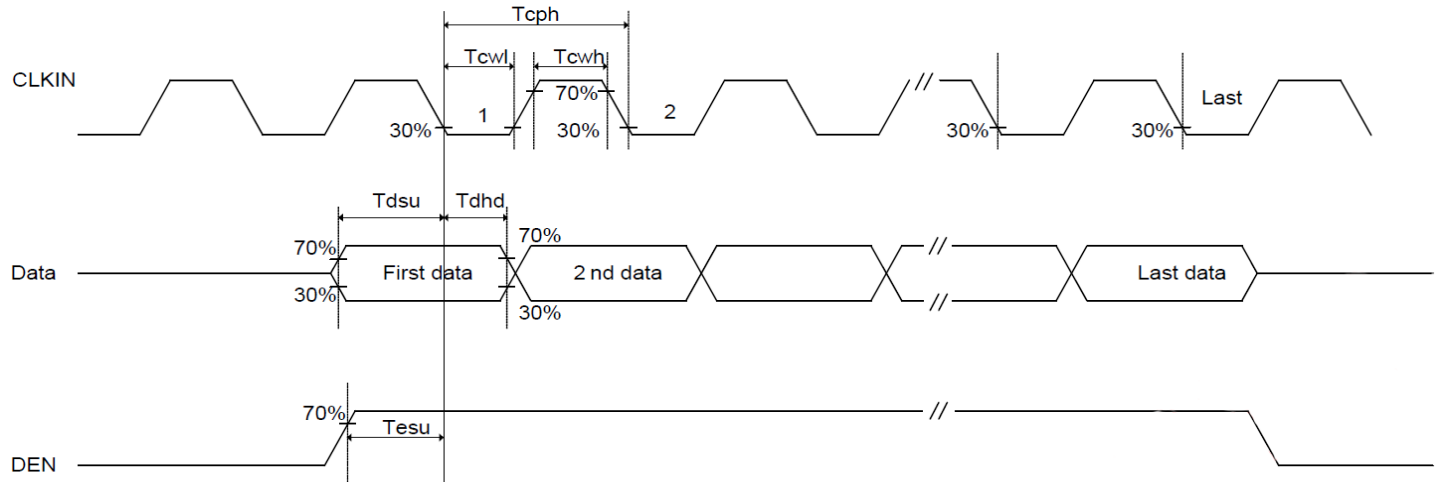 Tcph
Tcwl Tcwh
CLKIN
70%
1 2 Last
30% 30% 30% 30%
Tdsu Tdhd
70% 70%
Data First data 2 nd data Last data
30% 30%
70%
Tesu
DEN